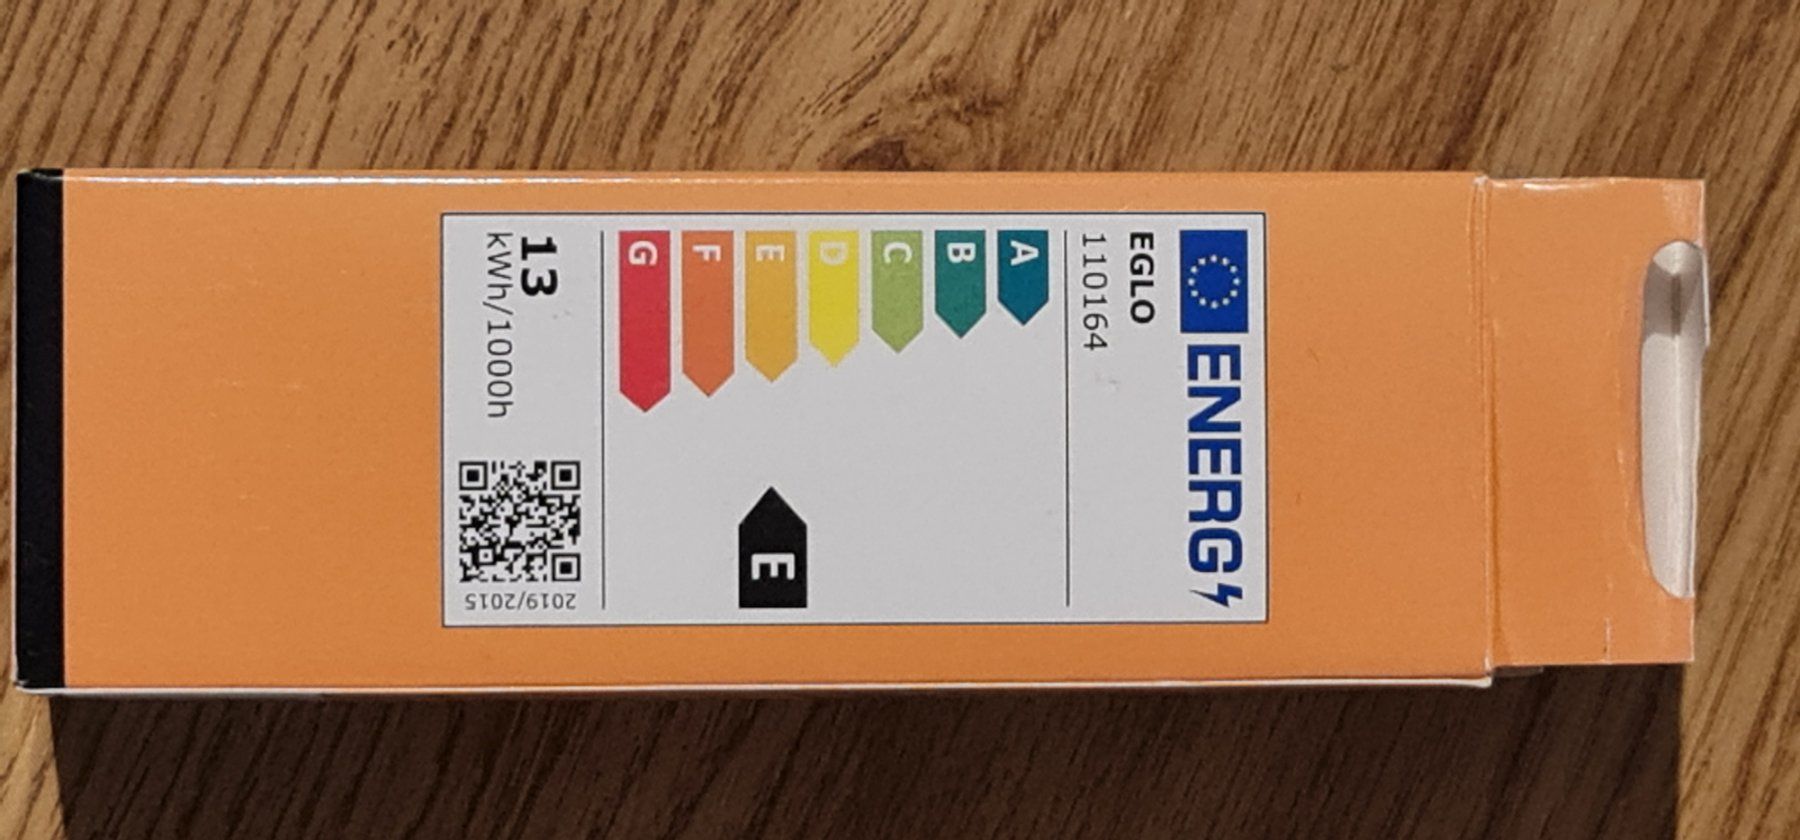 ENERG
EGLO
110164
A
B
C
D
E
F
G
E
13
kWh/1000h
2019/2015